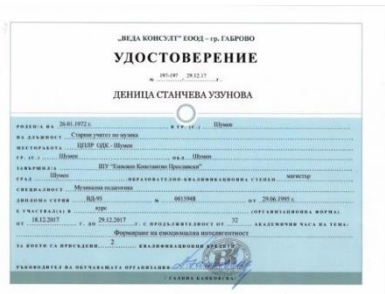 „ВЕДА КОНСУЛТ" ЕООД – гр. ГАБРОВО
УДОСТОВЕРЕНИЕ
№ 197-197 29.12.17 г.
ДЕНИЦА СТАНЧЕВА УЗУНОВА
РОДЕН/А НА 26.01.1972 г. В ГР. (С.) Шумен
НА ДЛЪЖНОСТ Старши учител по музика
МЕСТОРАБОТА ЦПЛР ОДК - Шумен
ГР. (С.) Шумен ОБЛ Шумен
ЗАВЪРШИЛ/А ШУ "Епископ Константин Преславски"
ГРАД Шумен ОБРАЗОВАТЕЛНО-КВАЛИФИКАЦИОННА СТЕПЕН магистър
СПЕЦИАЛНОСТ Музикална педагогика
ДИПЛОМА СЕРИЯ ВД-95 № 001594 ОТ 29.06.1995 г.
Е УЧАСТВАЛ(А) В курс (ОРГАНИЗАЦИОННА ФОРМА)
ОТ 18.12.2017 Г. ДО 29.12.2017 Г. С ПРОДЪЛЖИТЕЛНОСТ ОТ 32 АКАДЕМИЧНИ ЧАСА НА ТЕМА:
Формиране на емоционална интелигентност
ЗА КОЕТО СА ПРИСЪДЕНИ 2 КВАЛИФИКАЦИОННИ КРЕДИТА
РЪКОВОДИТЕЛ НА ОБУЧАВАЩАТА ОРГАНИЗАЦИЯ
/ ГАЛИНА БАНКОВСКА /